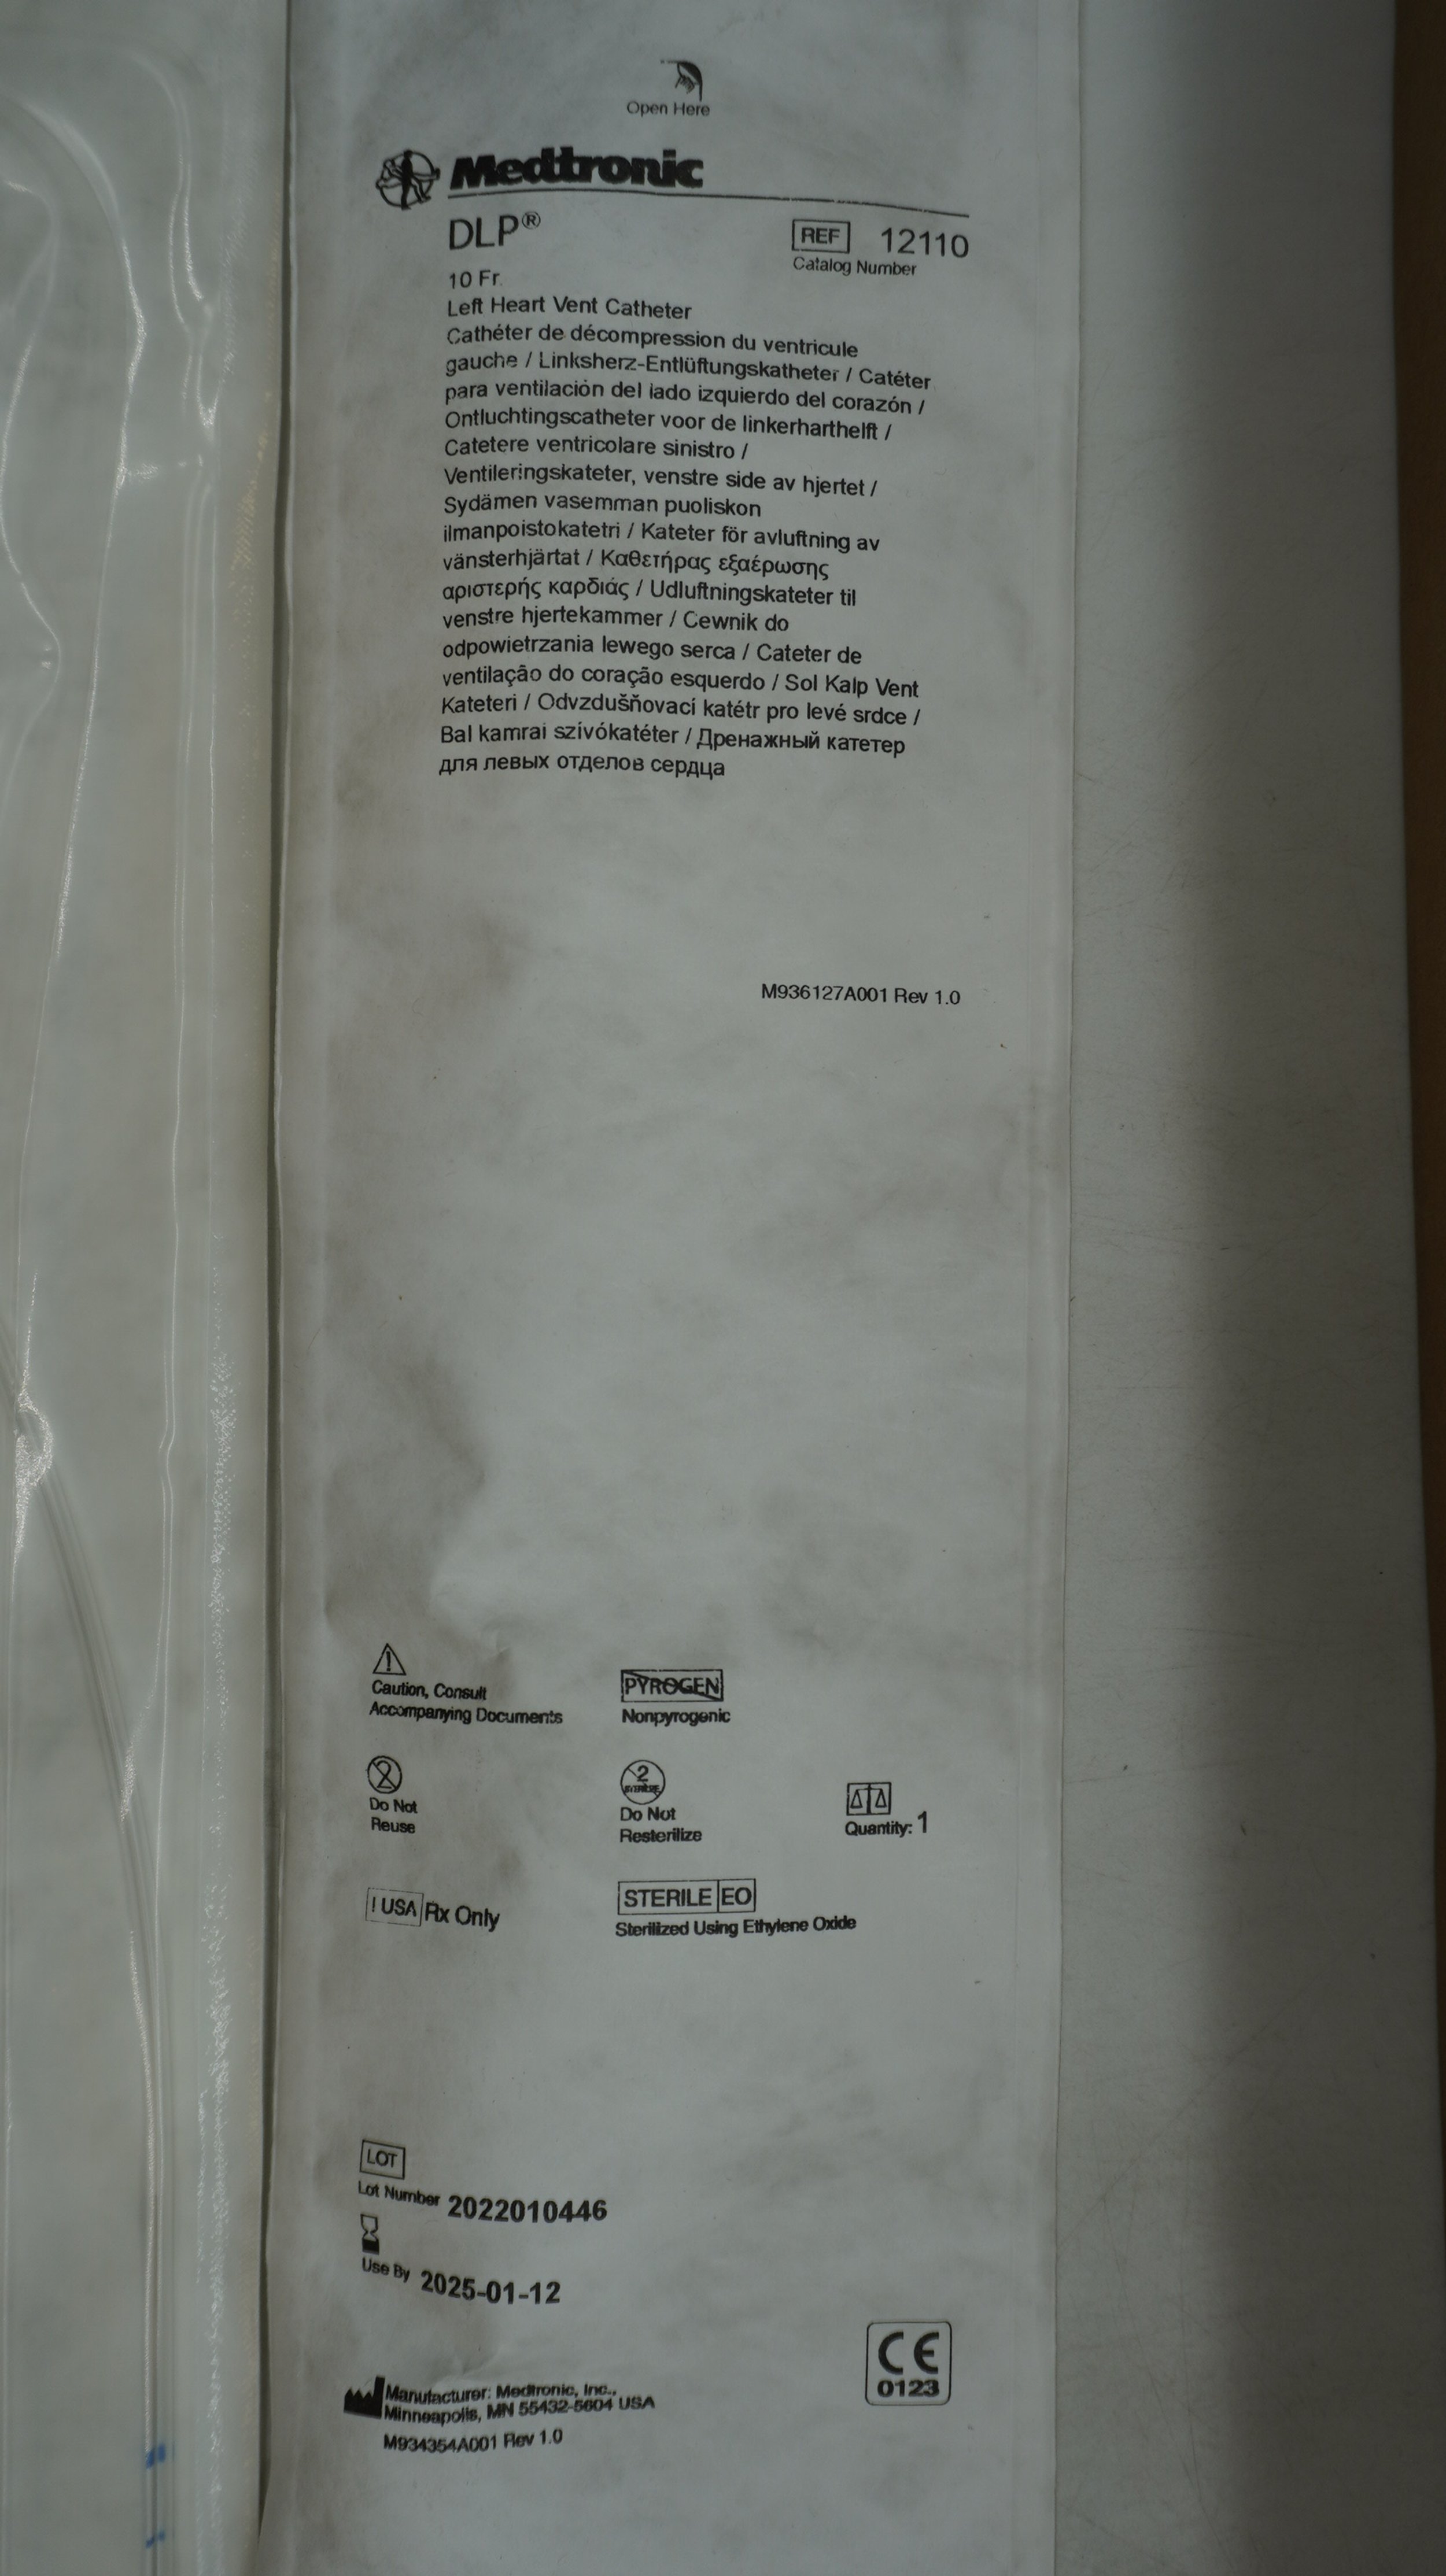 Open Here
Medtronic
DLP®
REF 12110
Catalog Number
10 Fr.
Left Heart Vent Catheter
Cathéter de décompression du ventricule
gauche / Linksherz-Entlüftungskatheter / Catéter
para ventilación del lado izquierdo del corazón /
Ontluchtingscatheter voor de linkerharthelft /
Catetere ventricolare sinistro /
Ventileringskateter, venstre side av hjertet /
Sydämen vasemman puoliskon
ilmanpoistokatetri / Kateter för avluftning av
vänsterhjärtat / Καθετήρας εξαέρωσης
αριστερής καρδιάς / Udluftningskateter til
venstre hjertekammer / Cewnik do
odpowietrzania lewego serca / Cateter de
ventilação do coração esquerdo / Sol Kalp Vent
Kateteri / Odvzdušňovací katétr pro levé srdce /
Bal kamrai szívókatéter / Дренажный катетер
для левых отделов сердца
M936127A001 Rev 1.0
Caution, Consult
Accompanying Documents
PYROGEN
Nonpyrogenic
Do Not
Reuse
2
Do Not
Resterilize
Quantity: 1
! USA Rx Only
STERILE EO
Sterilized Using Ethylene Oxide
LOT
Lot Number 2022010446
Use By 2025-01-12
Manufacturer: Medtronic, Inc.,
Minneapolis, MN 55432-5604 USA
M934354A001 Rev 1.0
CE
0123